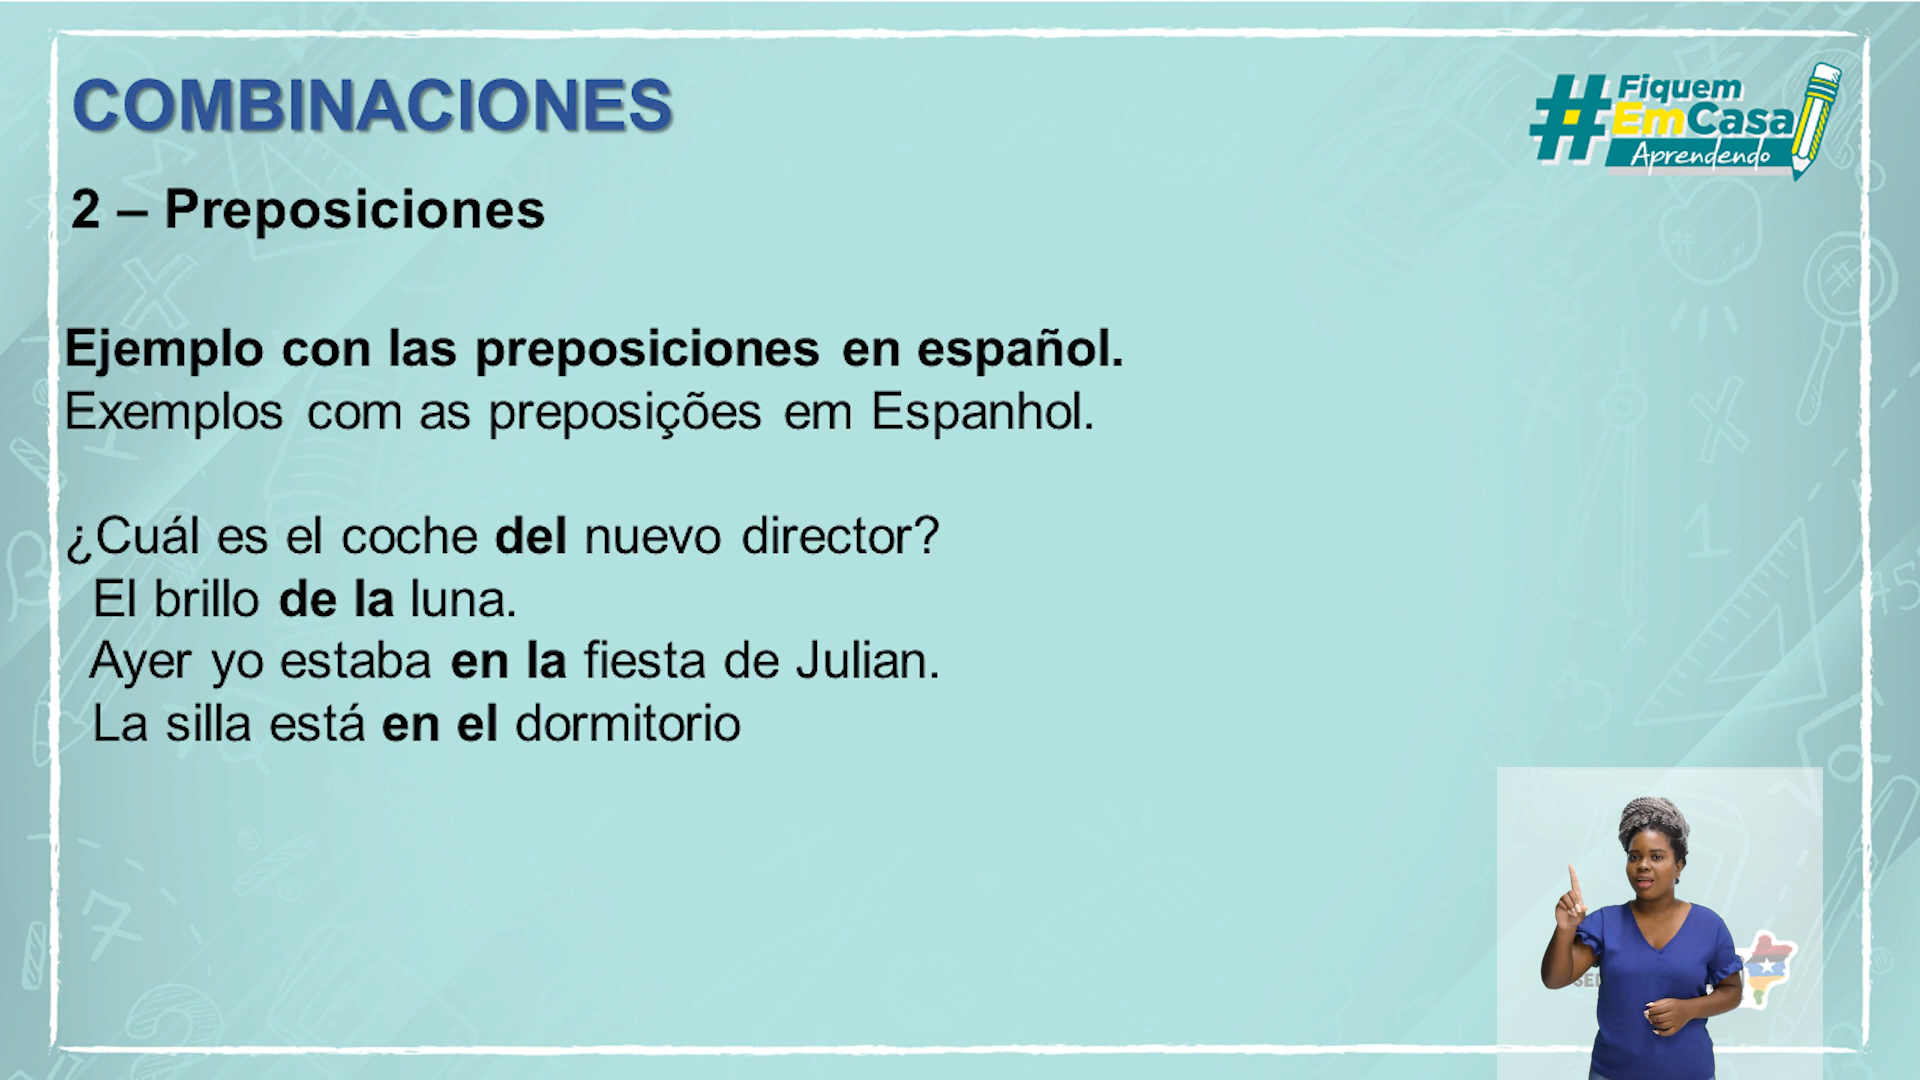 COMBINACIONES
#Fiquem
EmCasa
Aprendendo
2 – Preposiciones
Ejemplo con las preposiciones en español.
Exemplos com as preposições em Espanhol.
¿Cuál es el coche del nuevo director?
El brillo de la luna.
Ayer yo estaba en la fiesta de Julian.
La silla está en el dormitorio